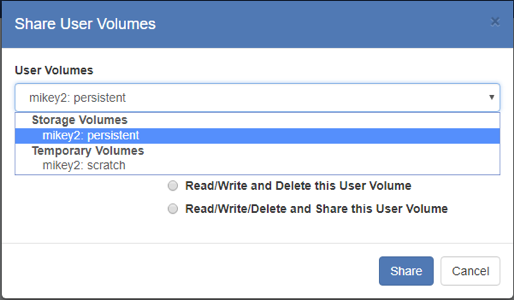 Share User Volumes ×
User Volumes
mikey2: persistent
Storage Volumes
mikey2: persistent
Temporary Volumes
mikey2: scratch
Read/Write and Delete this User Volume
Read/Write/Delete and Share this User Volume
Share Cancel